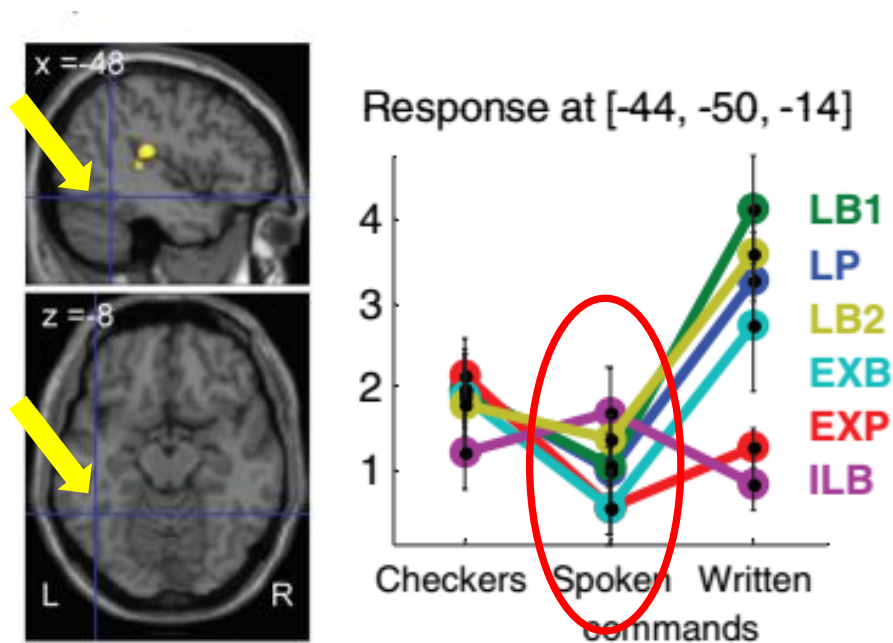 x =-48
z =-8
L R
Response at [-44, -50, -14]
4
3
2
1
LB1
LP
LB2
EXB
EXP
ILB
Checkers Spoken Written
commands